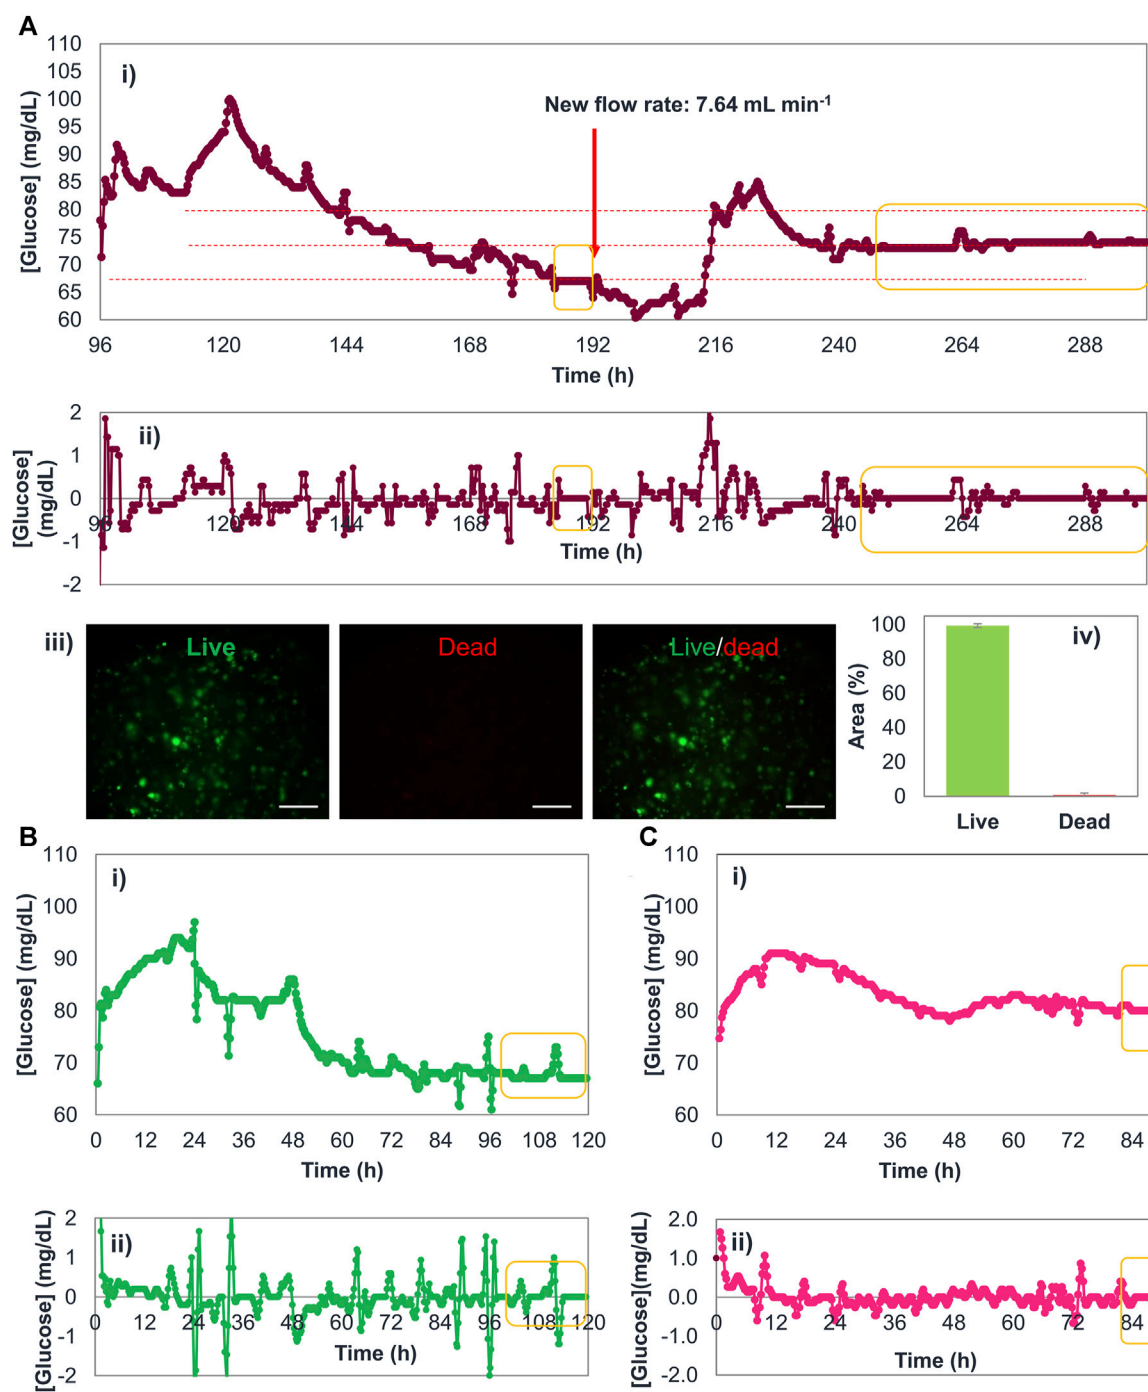 A
i)
New flow rate: 7.64 mL min-1
[Glucose] (mg/dL)
110
105
100
95
90
85
80
75
70
65
60
96 120 144 168 192 216 240 264 288
Time (h)
ii)
[Glucose]
(mg/dL)
2
1
0
-1
-2
96 120 144 168 192 216 240 264 288
Time (h)
iii)
Live
Dead
Live/dead
iv)
Area (%)
100
80
60
40
20
0
Live Dead
B
i)
[Glucose] (mg/dL)
110
100
90
80
70
60
0 12 24 36 48 60 72 84 96 108 120
Time (h)
ii)
[Glucose] (mg/dL)
2
1
0
-1
-2
0 12 24 36 48 60 72 84 96 108 120
Time (h)
C
i)
[Glucose] (mg/dL)
110
100
90
80
70
60
0 12 24 36 48 60 72 84
Time (h)
ii)
[Glucose](mg/dL)
2.0
1.0
0.0
-1.0
-2.0
0 12 24 36 48 60 72 84
Time (h)